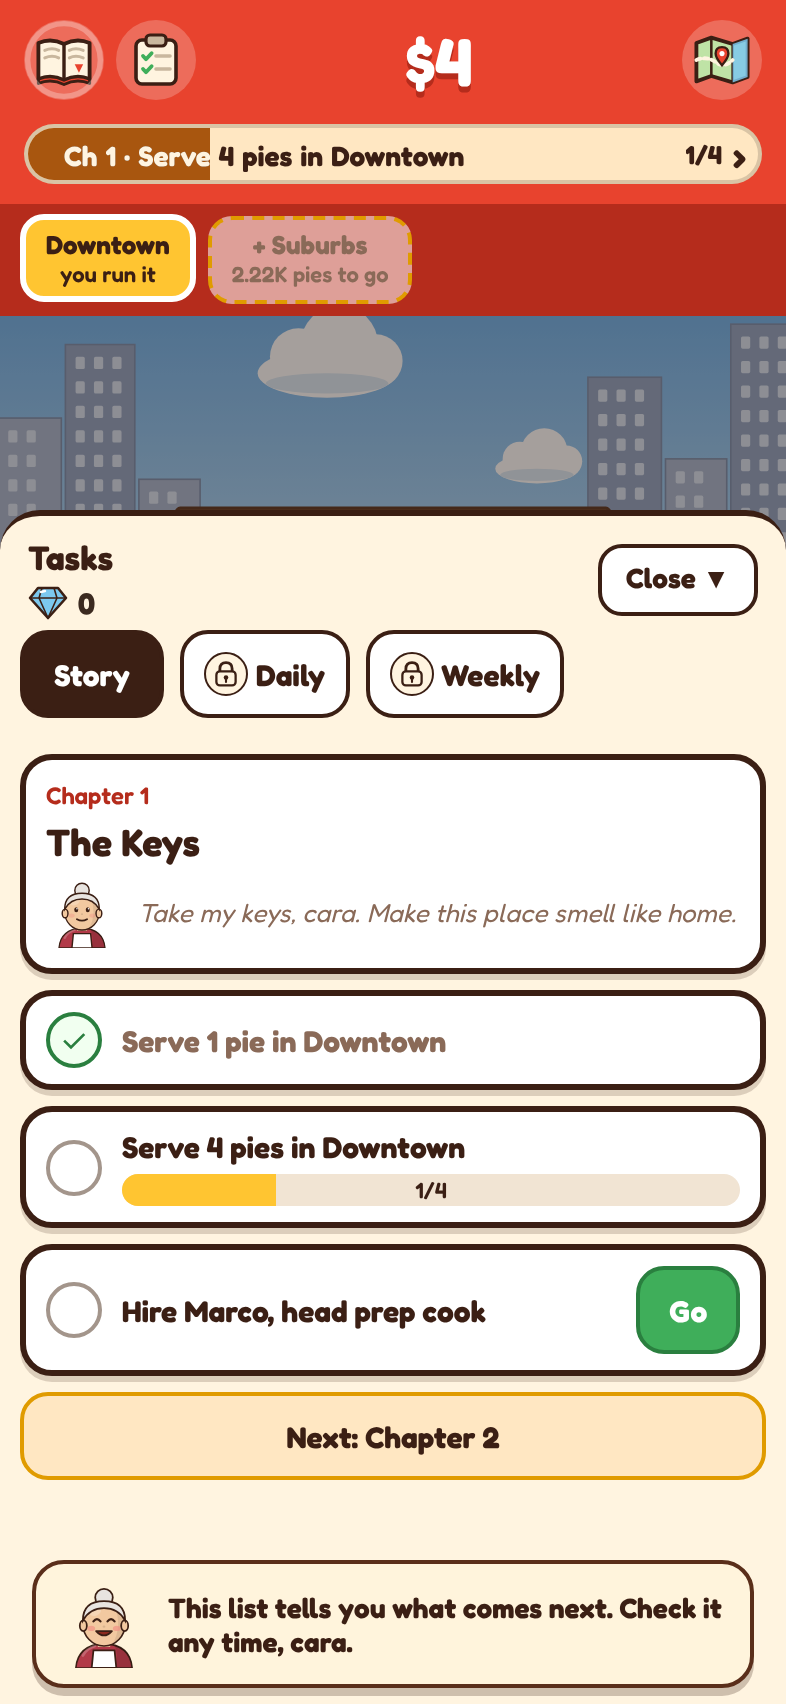 $4
Ch 1 · Serve 4 pies in Downtown 1/4 ›
Downtown
you run it
+ Suburbs
2.22K pies to go
Tasks
0
Close ▼
Story
Daily
Weekly
Chapter 1
The Keys
Take my keys, cara. Make this place smell like home.
Serve 1 pie in Downtown
Serve 4 pies in Downtown
1/4
Hire Marco, head prep cook
Go
Next: Chapter 2
This list tells you what comes next. Check it
any time, cara.